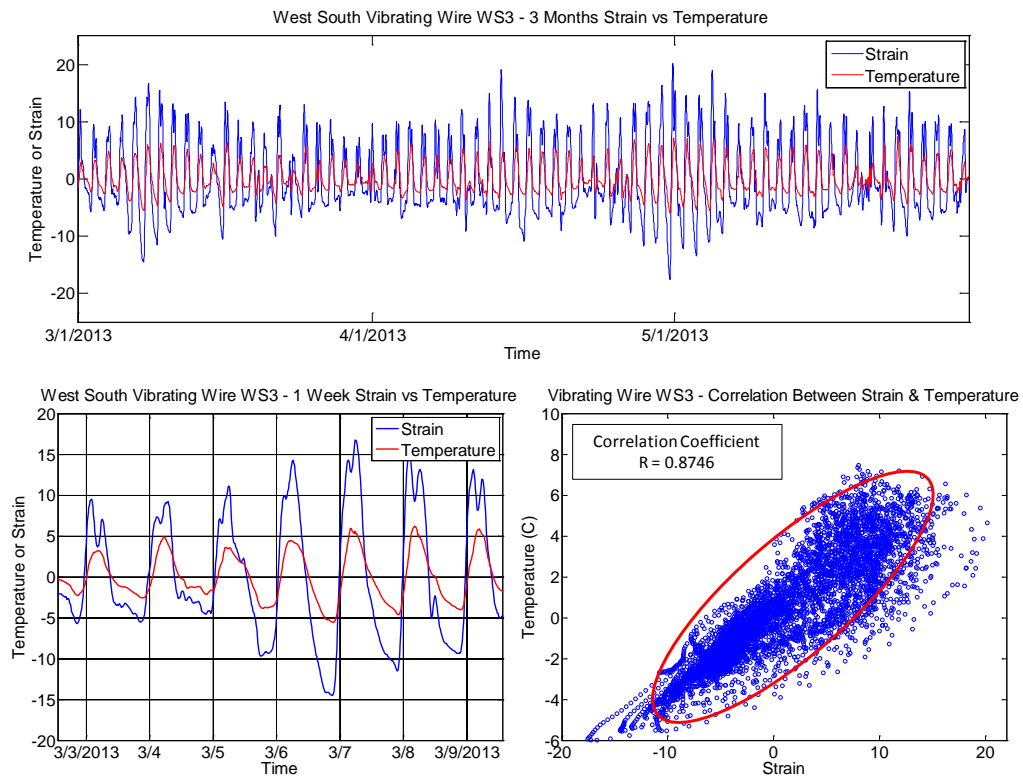 West South Vibrating Wire WS3 - 3 Months Strain vs Temperature
Temperature or Strain
20
10
0
-10
-20
Strain
Temperature
3/1/2013
4/1/2013
5/1/2013
Time
West South Vibrating Wire WS3 - 1 Week Strain vs Temperature
Temperature or Strain
20
15
10
5
0
-5
-10
-15
-20
Strain
Temperature
3/3/2013
3/4
3/5
3/6
3/7
3/8
3/9/2013
Time
Vibrating Wire WS3 - Correlation Between Strain & Temperature
Correlation Coefficient
R = 0.8746
Temperature (C)
10
8
6
4
2
0
-2
-4
-6
-20
-10
0
10
20
Strain